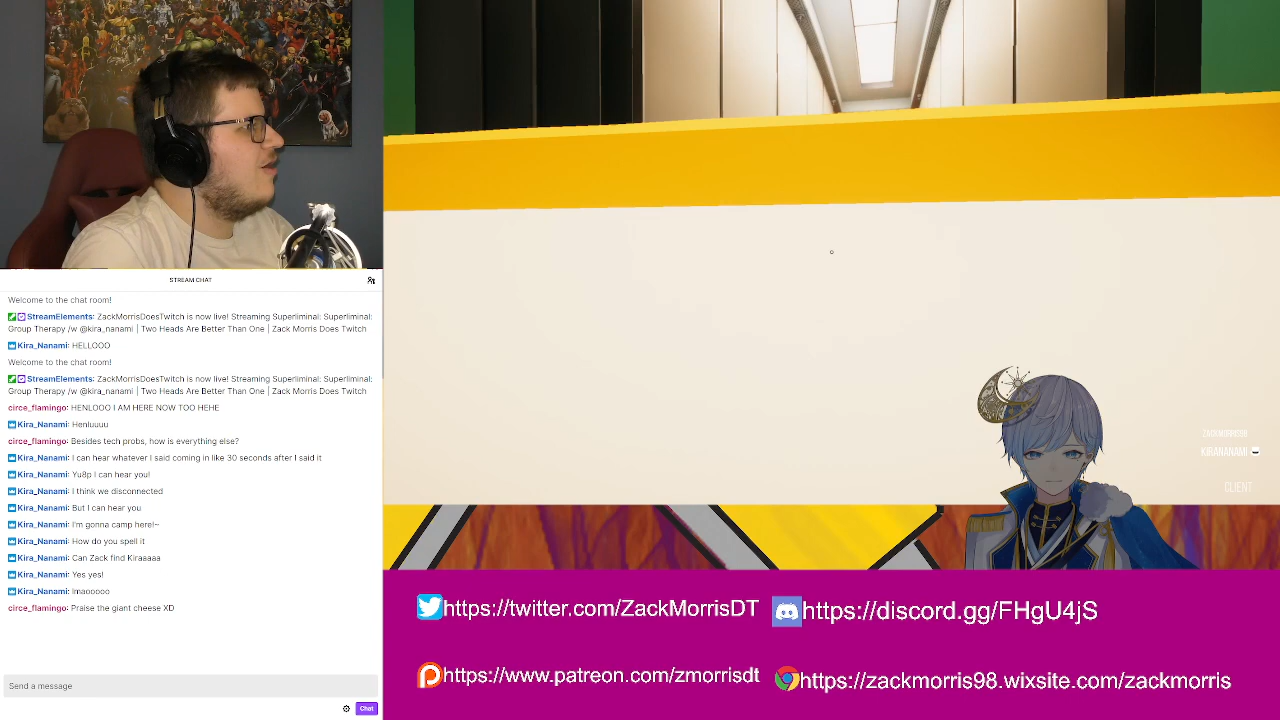 STREAM CHAT
Welcome to the chat room!
StreamElements: ZackMorrisDoesTwitch is now live! Streaming Superliminal: Superliminal:
Group Therapy /w @kira_nanami | Two Heads Are Better Than One | Zack Morris Does Twitch
Kira_Nanami: HELLOOO
Welcome to the chat room!
StreamElements: ZackMorrisDoesTwitch is now live! Streaming Superliminal: Superliminal:
Group Therapy /w @kira_nanami | Two Heads Are Better Than One | Zack Morris Does Twitch
circe_flamingo: HENLOOO I AM HERE NOW TOO HEHE
Kira_Nanami: Henluuuu
circe_flamingo: Besides tech probs, how is everything else?
Kira_Nanami: I can hear whatever I said coming in like 30 seconds after I said it
Kira_Nanami: Yu8p I can hear you!
Kira_Nanami: I think we disconnected
Kira_Nanami: But I can hear you
Kira_Nanami: I'm gonna camp here!~
Kira_Nanami: How do you spell it
Kira_Nanami: Can Zack find Kiraaaaa
Kira_Nanami: Yes yes!
Kira_Nanami: lmaooooo
circe_flamingo: Praise the giant cheese XD
Send a message
Chat
ZACKMORRIS98
KIRANANAMI
CLIENT
https://twitter.com/ZackMorrisDT
https://discord.gg/FHgU4jS
https://www.patreon.com/zmorrisdt
https://zackmorris98.wixsite.com/zackmorris